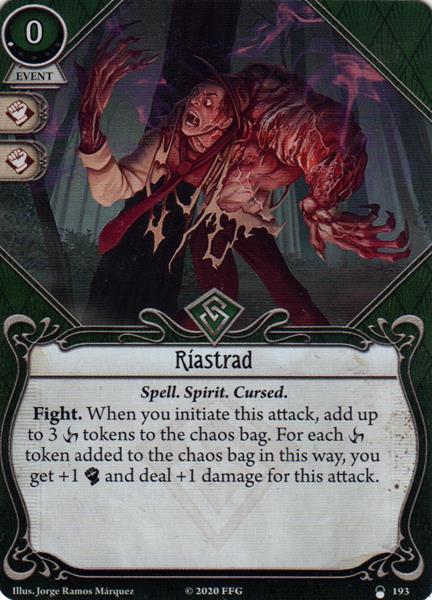 0
EVENT
Ríastrad
Spell. Spirit. Cursed.
Fight. When you initiate this attack, add up
to 3 tokens to the chaos bag. For each
token added to the chaos bag in this way, you
get +1 and deal +1 damage for this attack.
Illus. Jorge Ramos Márquez
© 2020 FFG
193